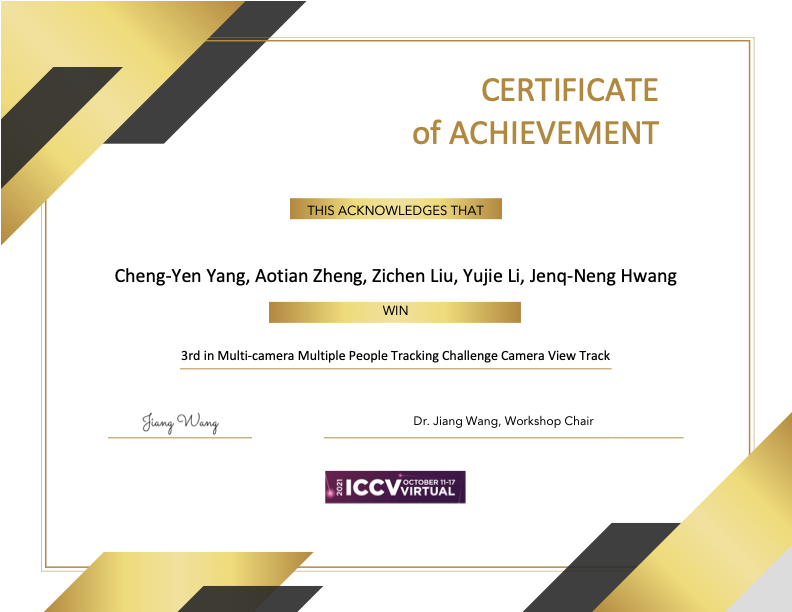 CERTIFICATE
of ACHIEVEMENT
THIS ACKNOWLEDGES THAT
Cheng-Yen Yang, Aotian Zheng, Zichen Liu, Yujie Li, Jenq-Neng Hwang
WIN
3rd in Multi-camera Multiple People Tracking Challenge Camera View Track
Jiang Wang
Dr. Jiang Wang, Workshop Chair
2021 ICCV OCTOBER 11-17
VIRTUAL